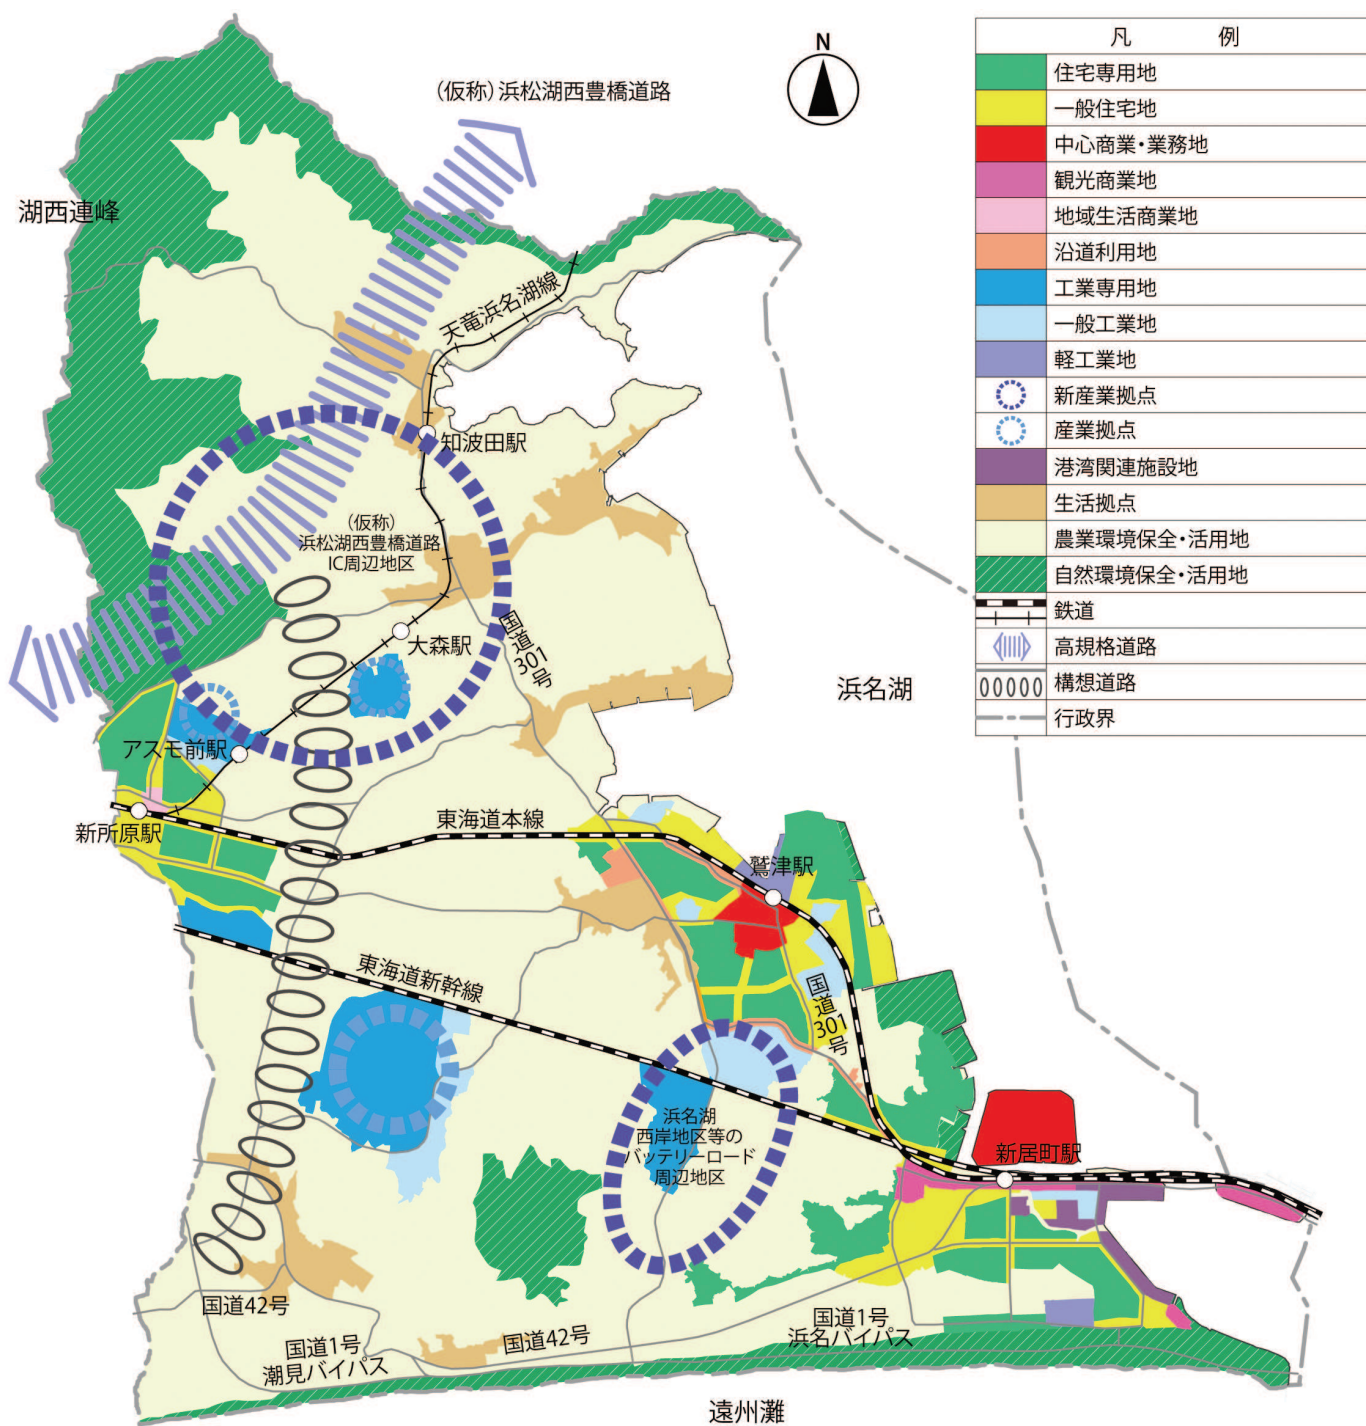 N
(仮称)浜松湖西豊橋道路
湖西連峰
天竜浜名湖線
知波田駅
(仮称)
浜松湖西豊橋道路
IC周辺地区
国道301号
大森駅
浜名湖
アスモ前駅
新所原駅
東海道本線
鷲津駅
東海道新幹線
国道301号
浜名湖
西岸地区等の
バッテリーロード
周辺地区
新居町駅
国道42号
国道1号
潮見バイパス
国道42号
国道1号
浜名バイパス
遠州灘
凡 例
住宅専用地
一般住宅地
中心商業・業務地
観光商業地
地域生活商業地
沿道利用地
工業専用地
一般工業地
軽工業地
新産業拠点
産業拠点
港湾関連施設地
生活拠点
農業環境保全・活用地
自然環境保全・活用地
鉄道
高規格道路
構想道路
行政界